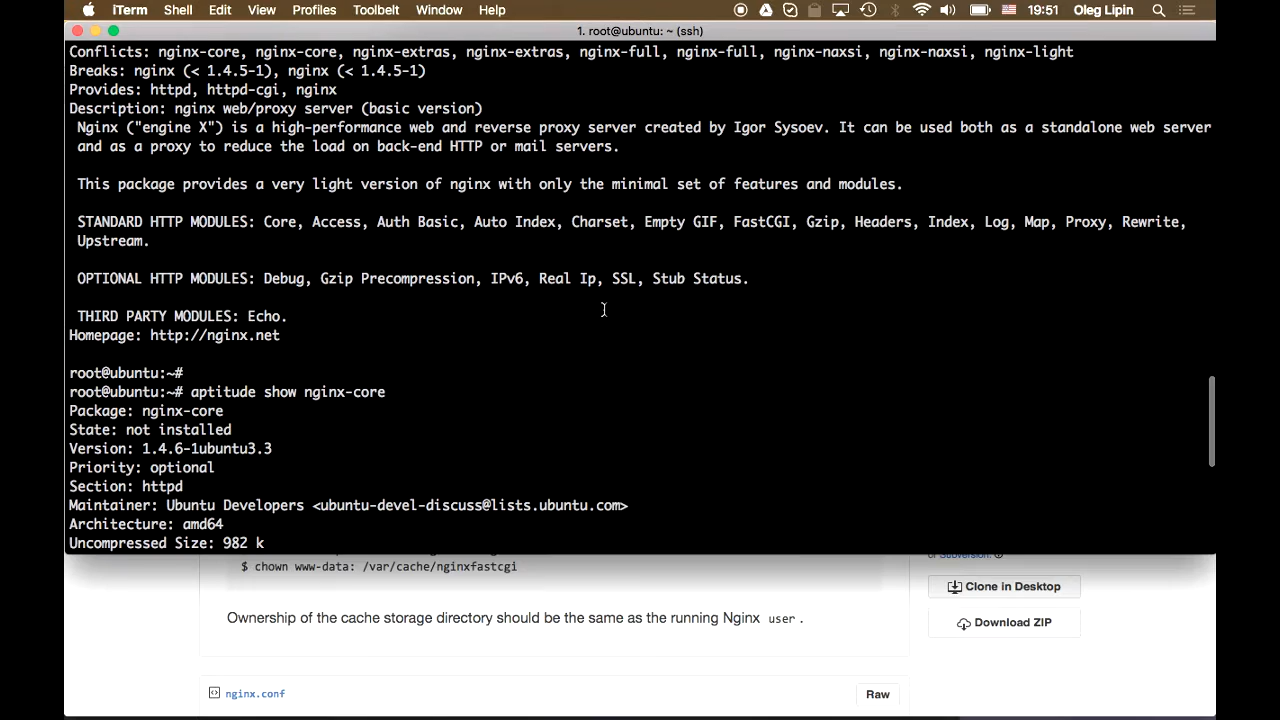 iTerm Shell Edit View Profiles Toolbelt Window Help 19:51 Oleg Lipin
1. root@ubuntu: ~ (ssh)
Conflicts: nginx-core, nginx-core, nginx-extras, nginx-extras, nginx-full, nginx-full, nginx-naxsi, nginx-naxsi, nginx-light
Breaks: nginx (< 1.4.5-1), nginx (< 1.4.5-1)
Provides: httpd, httpd-cgi, nginx
Description: nginx web/proxy server (basic version)
Nginx ("engine X") is a high-performance web and reverse proxy server created by Igor Sysoev. It can be used both as a standalone web server
and as a proxy to reduce the load on back-end HTTP or mail servers.
This package provides a very light version of nginx with only the minimal set of features and modules.
STANDARD HTTP MODULES: Core, Access, Auth Basic, Auto Index, Charset, Empty GIF, FastCGI, Gzip, Headers, Index, Log, Map, Proxy, Rewrite,
Upstream.
OPTIONAL HTTP MODULES: Debug, Gzip Precompression, IPv6, Real Ip, SSL, Stub Status.
THIRD PARTY MODULES: Echo.
Homepage: http://nginx.net
root@ubuntu:~#
root@ubuntu:~# aptitude show nginx-core
Package: nginx-core
State: not installed
Version: 1.4.6-1ubuntu3.3
Priority: optional
Section: httpd
Maintainer: Ubuntu Developers <ubuntu-devel-discuss@lists.ubuntu.com>
Architecture: amd64
Uncompressed Size: 982 k
or Subversion.
$ chown www-data: /var/cache/nginxfastcgi
Clone in Desktop
Ownership of the cache storage directory should be the same as the running Nginx user .
Download ZIP
nginx.conf
Raw